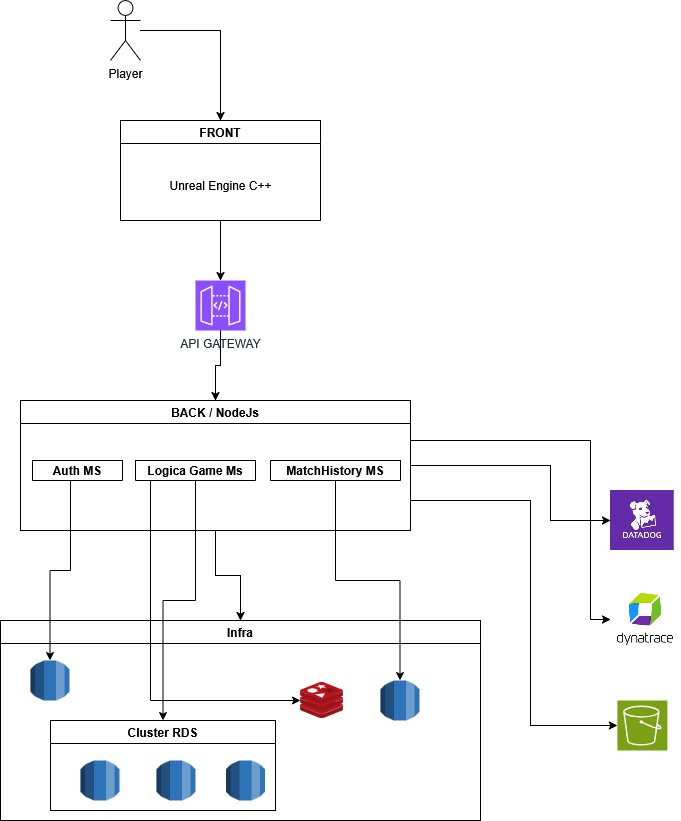 Player
FRONT
Unreal Engine C++
</>
API GATEWAY
BACK / NodeJs
Auth MS
Logica Game Ms
MatchHistory MS
DATADOG
dynatrace
Infra
Cluster RDS